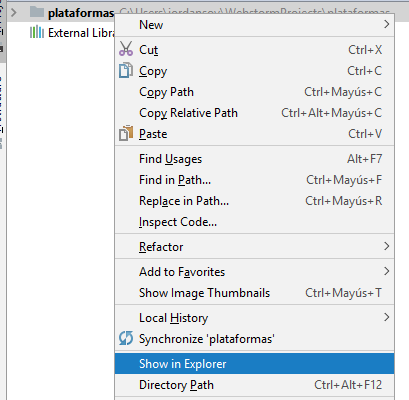 plataformas C:\Users\jordansoy\WebstormProjects\plataformas
External Libra
New
Cut Ctrl+X
Copy Ctrl+C
Copy Path Ctrl+Mayús+C
Copy Relative Path Ctrl+Alt+Mayús+C
Paste Ctrl+V
Find Usages Alt+F7
Find in Path... Ctrl+Mayús+F
Replace in Path... Ctrl+Mayús+R
Inspect Code...
Refactor
Add to Favorites
Show Image Thumbnails Ctrl+Mayús+T
Local History
Synchronize 'plataformas'
Show in Explorer
Directory Path Ctrl+Alt+F12